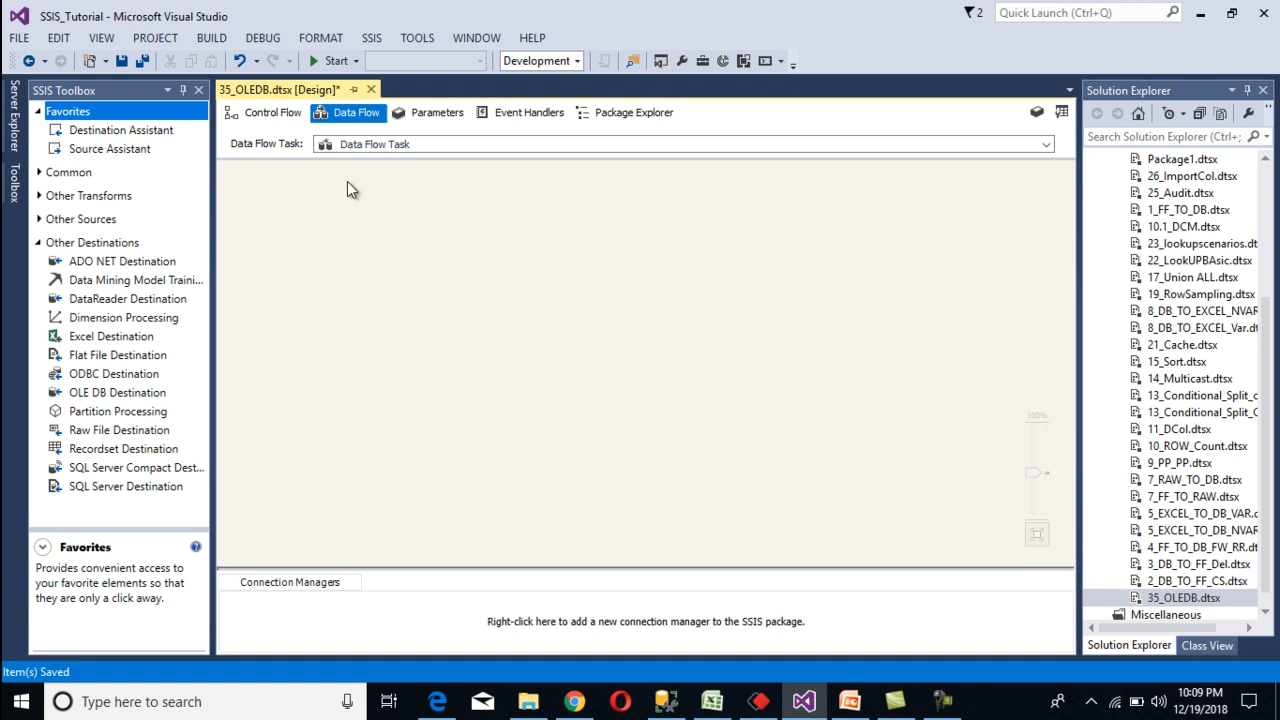 SSIS_Tutorial - Microsoft Visual Studio
2
Quick Launch (Ctrl+Q)
FILE EDIT VIEW PROJECT BUILD DEBUG FORMAT SSIS TOOLS WINDOW HELP
Start
Development
Server Explorer
Toolbox
SSIS Toolbox
Favorites
Destination Assistant
Source Assistant
Common
Other Transforms
Other Sources
Other Destinations
ADO NET Destination
Data Mining Model Traini...
DataReader Destination
Dimension Processing
Excel Destination
Flat File Destination
ODBC Destination
OLE DB Destination
Partition Processing
Raw File Destination
Recordset Destination
SQL Server Compact Dest...
SQL Server Destination
Favorites
Provides convenient access to
your favorite elements so that
they are only a click away.
35_OLEDB.dtsx [Design]*
Control Flow Data Flow Parameters Event Handlers Package Explorer
Data Flow Task: Data Flow Task
100%
Connection Managers
Right-click here to add a new connection manager to the SSIS package.
Solution Explorer
Search Solution Explorer (Ctrl+;
Package1.dtsx
26_ImportCol.dtsx
25_Audit.dtsx
1_FF_TO_DB.dtsx
10.1_DCM.dtsx
23_lookupscenarios.dt
22_LookUPBAsic.dtsx
17_Union ALL.dtsx
19_RowSampling.dtsx
8_DB_TO_EXCEL_NVAR
8_DB_TO_EXCEL_Var.dt
21_Cache.dtsx
15_Sort.dtsx
14_Multicast.dtsx
13_Conditional_Split_c
13_Conditional_Split_C
11_DCol.dtsx
10_ROW_Count.dtsx
9_PP_PP.dtsx
7_RAW_TO_DB.dtsx
7_FF_TO_RAW.dtsx
5_EXCEL_TO_DB_VAR.c
5_EXCEL_TO_DB_NVAR
4_FF_TO_DB_FW_RR.dt
3_DB_TO_FF_Del.dtsx
2_DB_TO_FF_CS.dtsx
35_OLEDB.dtsx
Miscellaneous
Solution Explorer Class View
Item(s) Saved
Type here to search
10:09 PM
12/19/2018